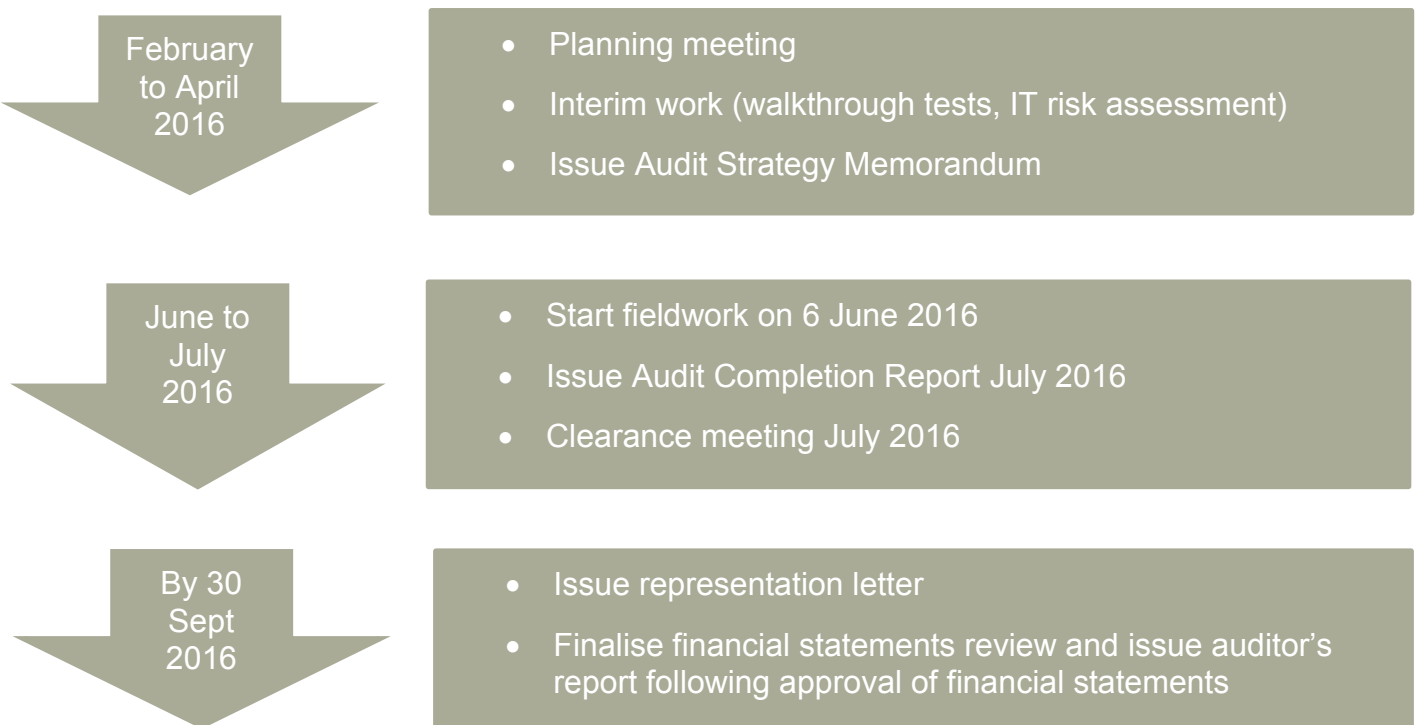 February
to April
2016
• Planning meeting
• Interim work (walkthrough tests, IT risk assessment)
• Issue Audit Strategy Memorandum
June to
July
2016
• Start fieldwork on 6 June 2016
• Issue Audit Completion Report July 2016
• Clearance meeting July 2016
By 30
Sept
2016
• Issue representation letter
• Finalise financial statements review and issue auditor’s
report following approval of financial statements